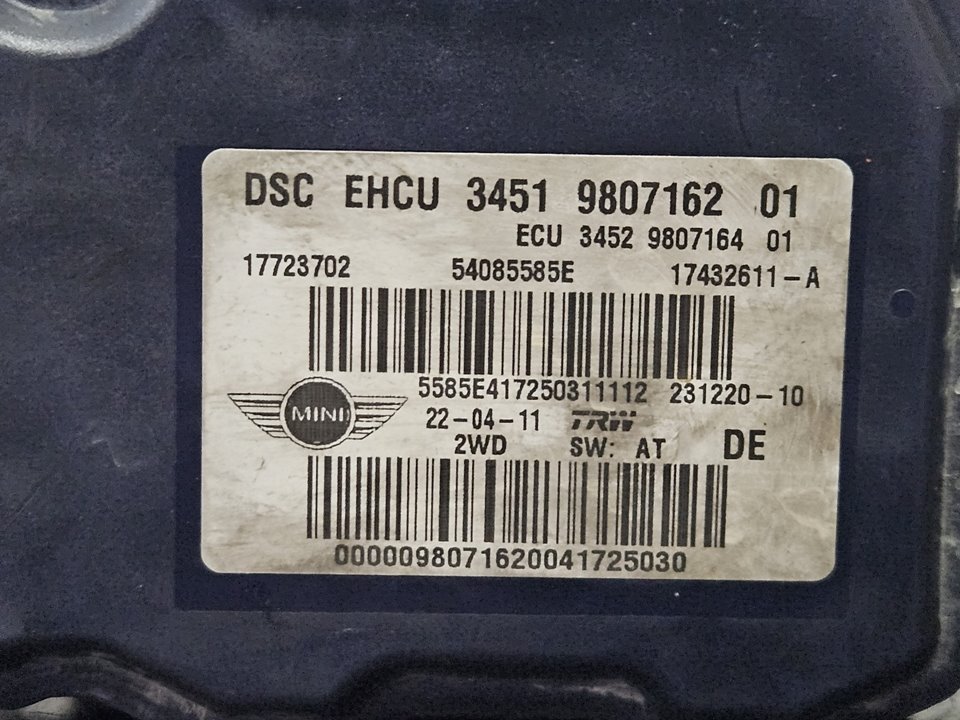 DSC EHCU 3451 9807162 01
ECU 3452 9807164 01
17723702 54085585E 17432611-A
5585E417250311112 231220-10
MINI 22-04-11 TRW
2WD SW: AT DE
0000098071620041725030